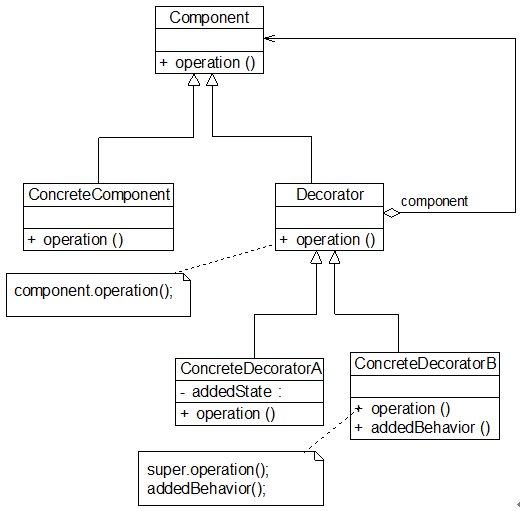 Component
+ operation ()
ConcreteComponent
+ operation ()
Decorator
+ operation ()
component
component.operation();
ConcreteDecoratorA
- addedState :
+ operation ()
ConcreteDecoratorB
+ operation ()
+ addedBehavior ()
super.operation();
addedBehavior();